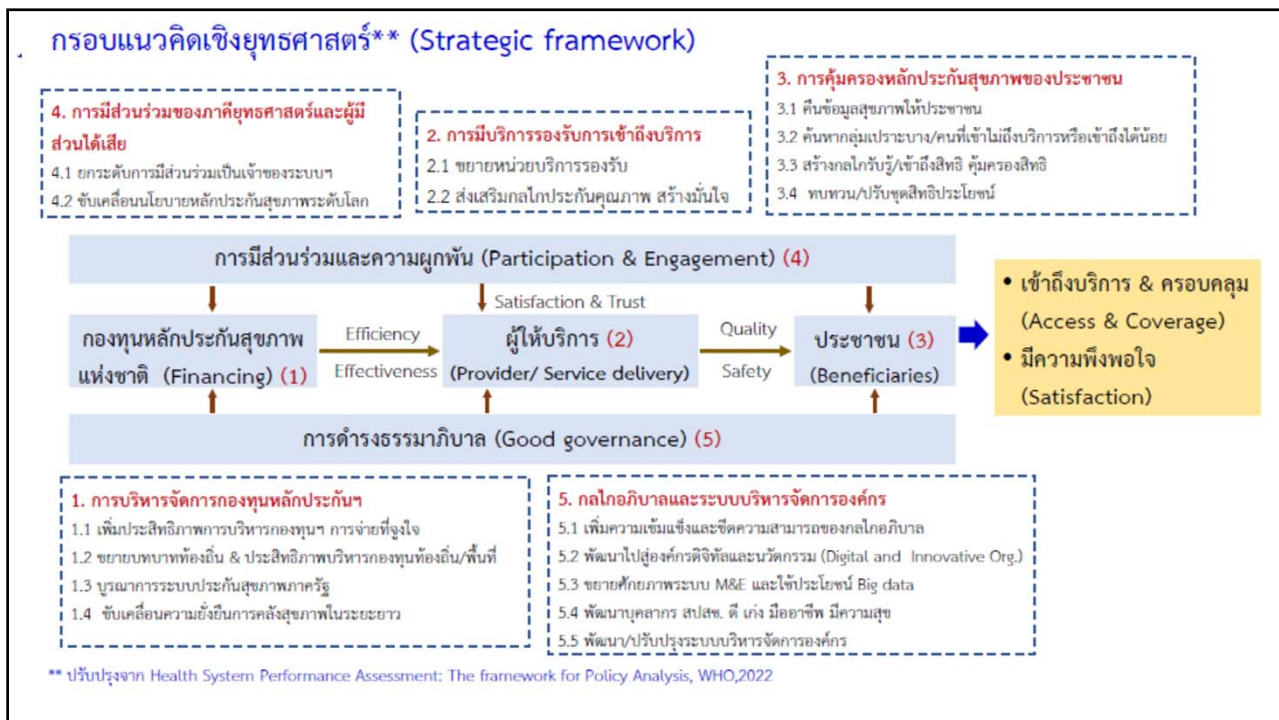 กรอบแนวคิดเชิงยุทธศาสตร์** (Strategic framework)
4. การมีส่วนร่วมของภาคียุทธศาสตร์และผู้มี
ส่วนได้เสีย
4.1 ยกระดับการมีส่วนร่วมเป็นเจ้าของระบบฯ
4.2 ขับเคลื่อนนโยบายหลักประกันสุขภาพระดับโลก
2. การมีบริการรองรับการเข้าถึงบริการ
2.1 ขยายหน่วยบริการรองรับ
2.2 ส่งเสริมกลไกประกันคุณภาพ สร้างมั่นใจ
3. การคุ้มครองหลักประกันสุขภาพของประชาชน
3.1 คืนข้อมูลสุขภาพให้ประชาชน
3.2 ค้นหากลุ่มเปราะบาง/คนที่เข้าไม่ถึงบริการหรือเข้าถึงได้น้อย
3.3 สร้างกลไกรับรู้/เข้าถึงสิทธิ คุ้มครองสิทธิ
3.4 ทบทวน/ปรับชุดสิทธิประโยชน์
การมีส่วนร่วมและความผูกพัน (Participation & Engagement) (4)
Satisfaction & Trust
กองทุนหลักประกันสุขภาพ
แห่งชาติ (Financing) (1)
Efficiency
Effectiveness
ผู้ให้บริการ (2)
(Provider/ Service delivery)
Quality
Safety
ประชาชน (3)
(Beneficiaries)
• เข้าถึงบริการ & ครอบคลุม
(Access & Coverage)
• มีความพึงพอใจ
(Satisfaction)
การดำรงธรรมาภิบาล (Good governance) (5)
1. การบริหารจัดการกองทุนหลักประกันฯ
1.1 เพิ่มประสิทธิภาพการบริหารกองทุนฯ การจ่ายที่จูงใจ
1.2 ขยายบทบาทท้องถิ่น & ประสิทธิภาพบริหารกองทุนท้องถิ่น/พื้นที่
1.3 บูรณาการระบบประกันสุขภาพภาครัฐ
1.4 ขับเคลื่อนความยั่งยืนการคลังสุขภาพในระยะยาว
5. กลไกอภิบาลและระบบบริหารจัดการองค์กร
5.1 เพิ่มความเข้มแข็งและขีดความสามารถของกลไกอภิบาล
5.2 พัฒนาไปสู่องค์กรดิจิทัลและนวัตกรรม (Digital and Innovative Org.)
5.3 ขยายศักยภาพระบบ M&E และใช้ประโยชน์ Big data
5.4 พัฒนาบุคลากร สปสช. ดี เก่ง มืออาชีพ มีความสุข
5.5 พัฒนา/ปรับปรุงระบบบริหารจัดการองค์กร
** ปรับปรุงจาก Health System Performance Assessment: The framework for Policy Analysis, WHO,2022